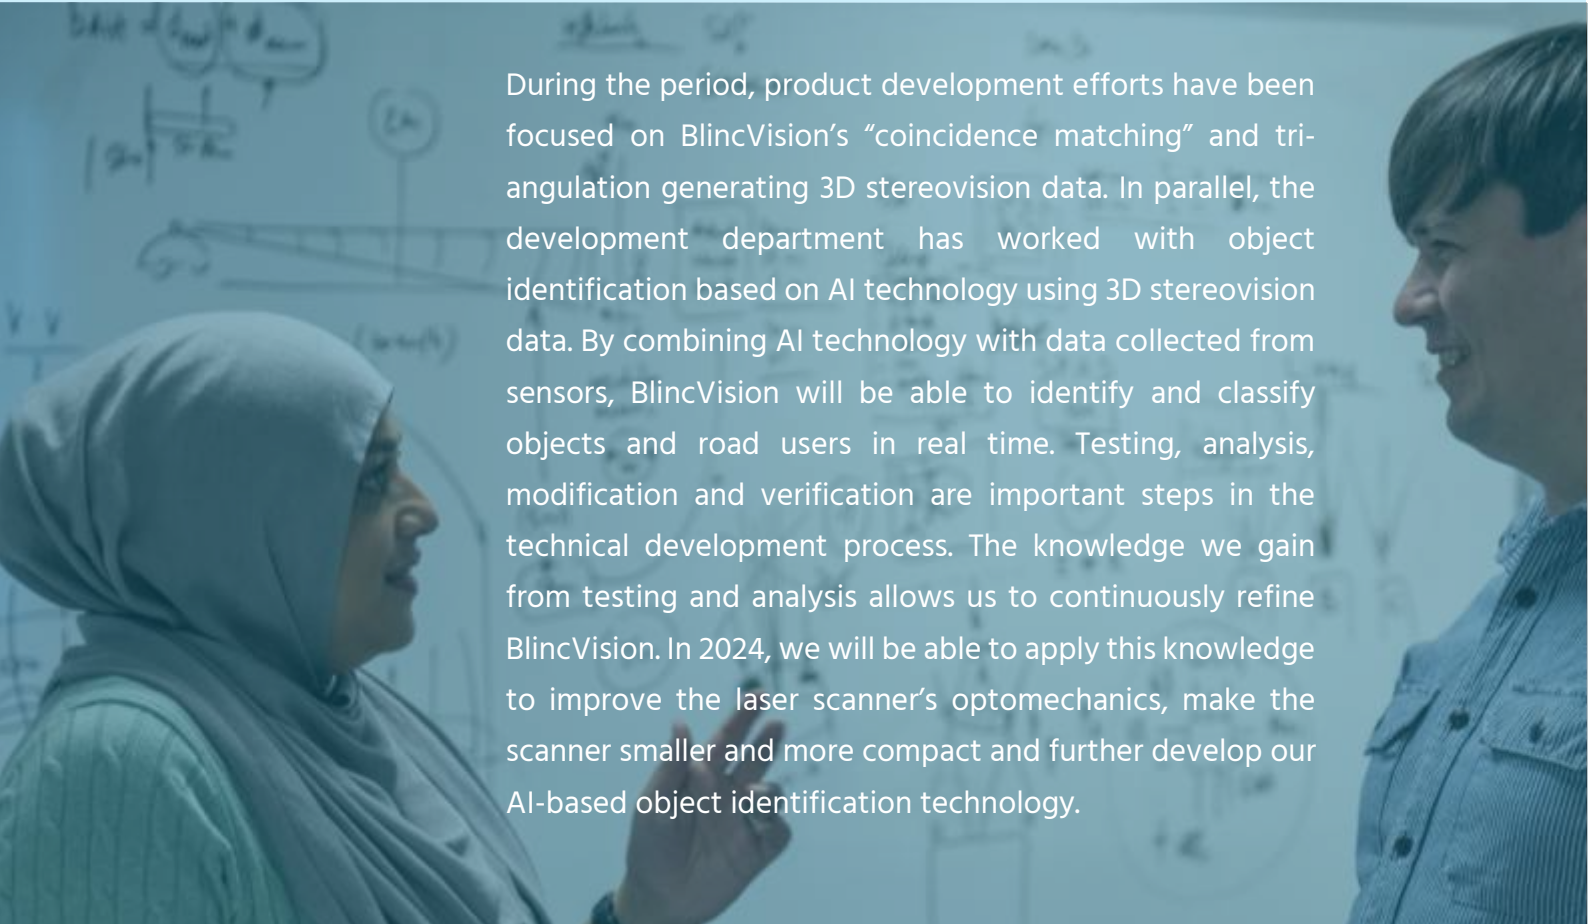 During the period, product development efforts have been
focused on BlincVision’s “coincidence matching” and tri-
angulation generating 3D stereovision data. In parallel, the
development department has worked with object
identification based on AI technology using 3D stereovision
data. By combining AI technology with data collected from
sensors, BlincVision will be able to identify and classify
objects and road users in real time. Testing, analysis,
modification and verification are important steps in the
technical development process. The knowledge we gain
from testing and analysis allows us to continuously refine
BlincVision. In 2024, we will be able to apply this knowledge
to improve the laser scanner’s optomechanics, make the
scanner smaller and more compact and further develop our
AI-based object identification technology.